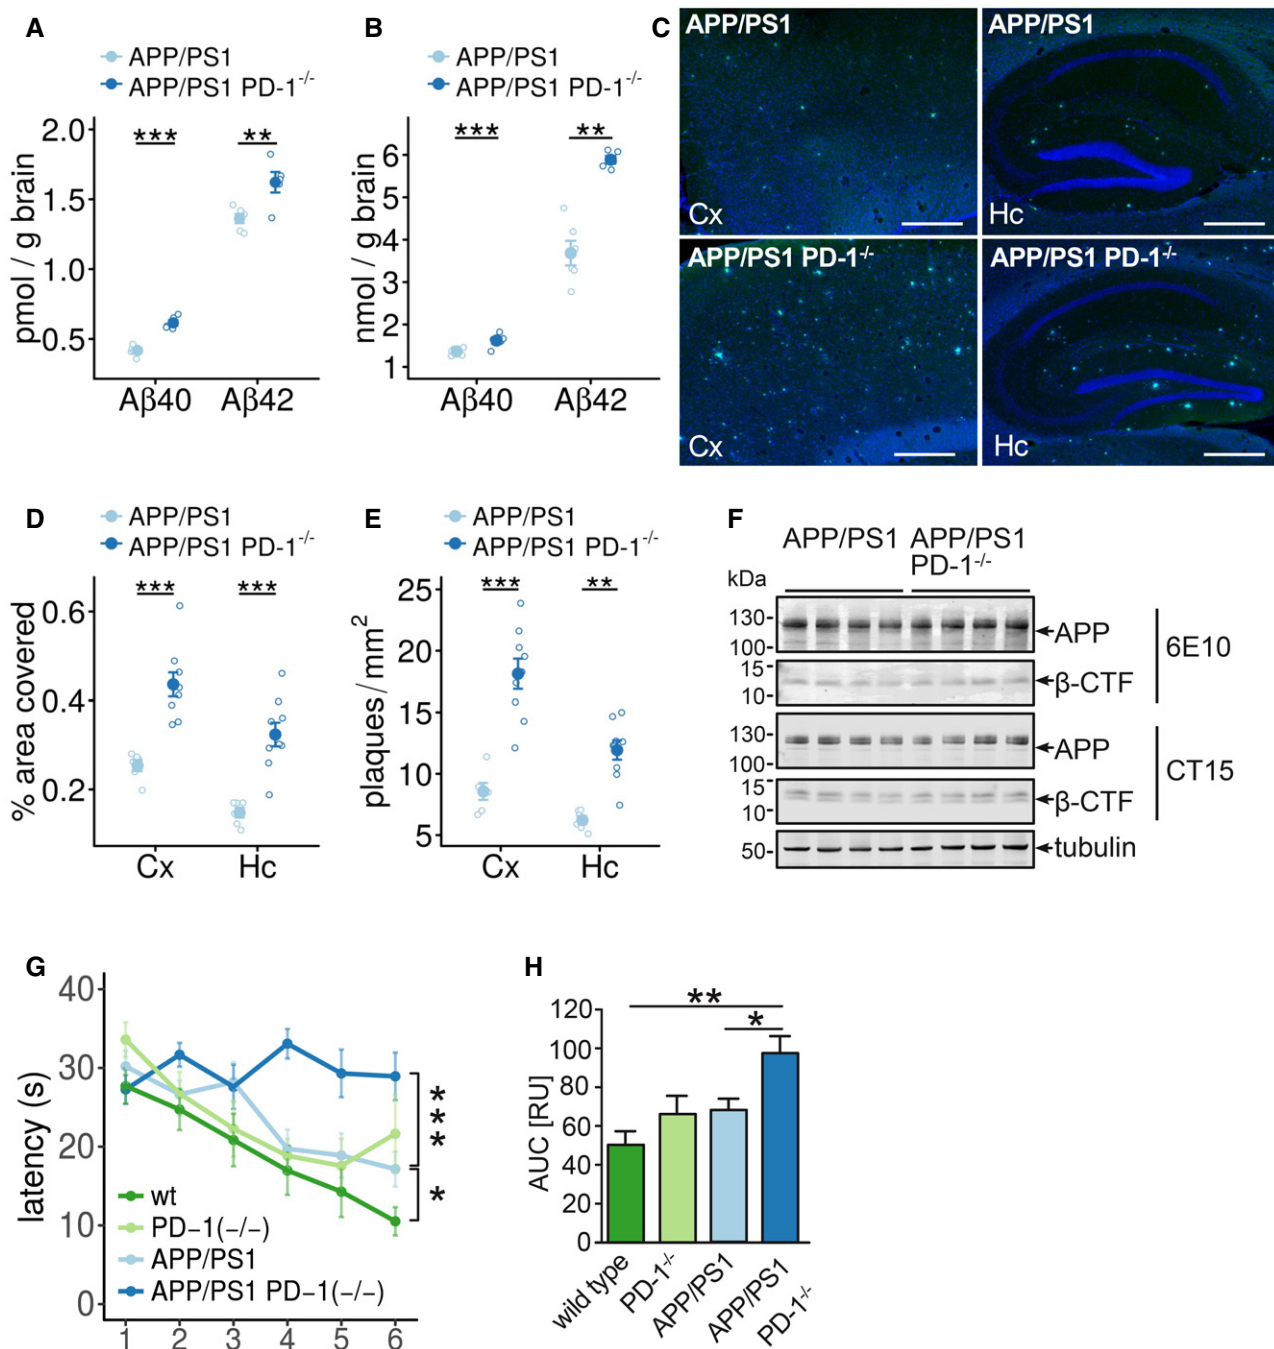 A
APP/PS1
APP/PS1 PD-1-/-
pmol / g brain
2.0
1.5
1.0
0.5
***
**
Aβ40
Aβ42
B
APP/PS1
APP/PS1 PD-1-/-
nmol / g brain
6
5
4
3
2
1
***
**
Aβ40
Aβ42
C
APP/PS1
Cx
APP/PS1
Hc
APP/PS1 PD-1-/-
Cx
APP/PS1 PD-1-/-
Hc
D
APP/PS1
APP/PS1 PD-1-/-
% area covered
0.6
0.4
0.2
***
***
Cx
Hc
E
APP/PS1
APP/PS1 PD-1-/-
plaques/mm2
25
20
15
10
5
***
**
Cx
Hc
F
APP/PS1
APP/PS1
PD-1-/-
kDa
130-
100-
APP
15-
10-
β-CTF
6E10
130-
100-
APP
15-
10-
β-CTF
CT15
50-
tubulin
G
latency (s)
40
30
20
10
0
***
*
wt
PD-1(-/-)
APP/PS1
APP/PS1 PD-1(-/-)
1 2 3 4 5 6
H
AUC [RU]
120
100
80
60
40
20
0
**
*
wild type
PD-1-/-
APP/PS1
APP/PS1
PD-1-/-